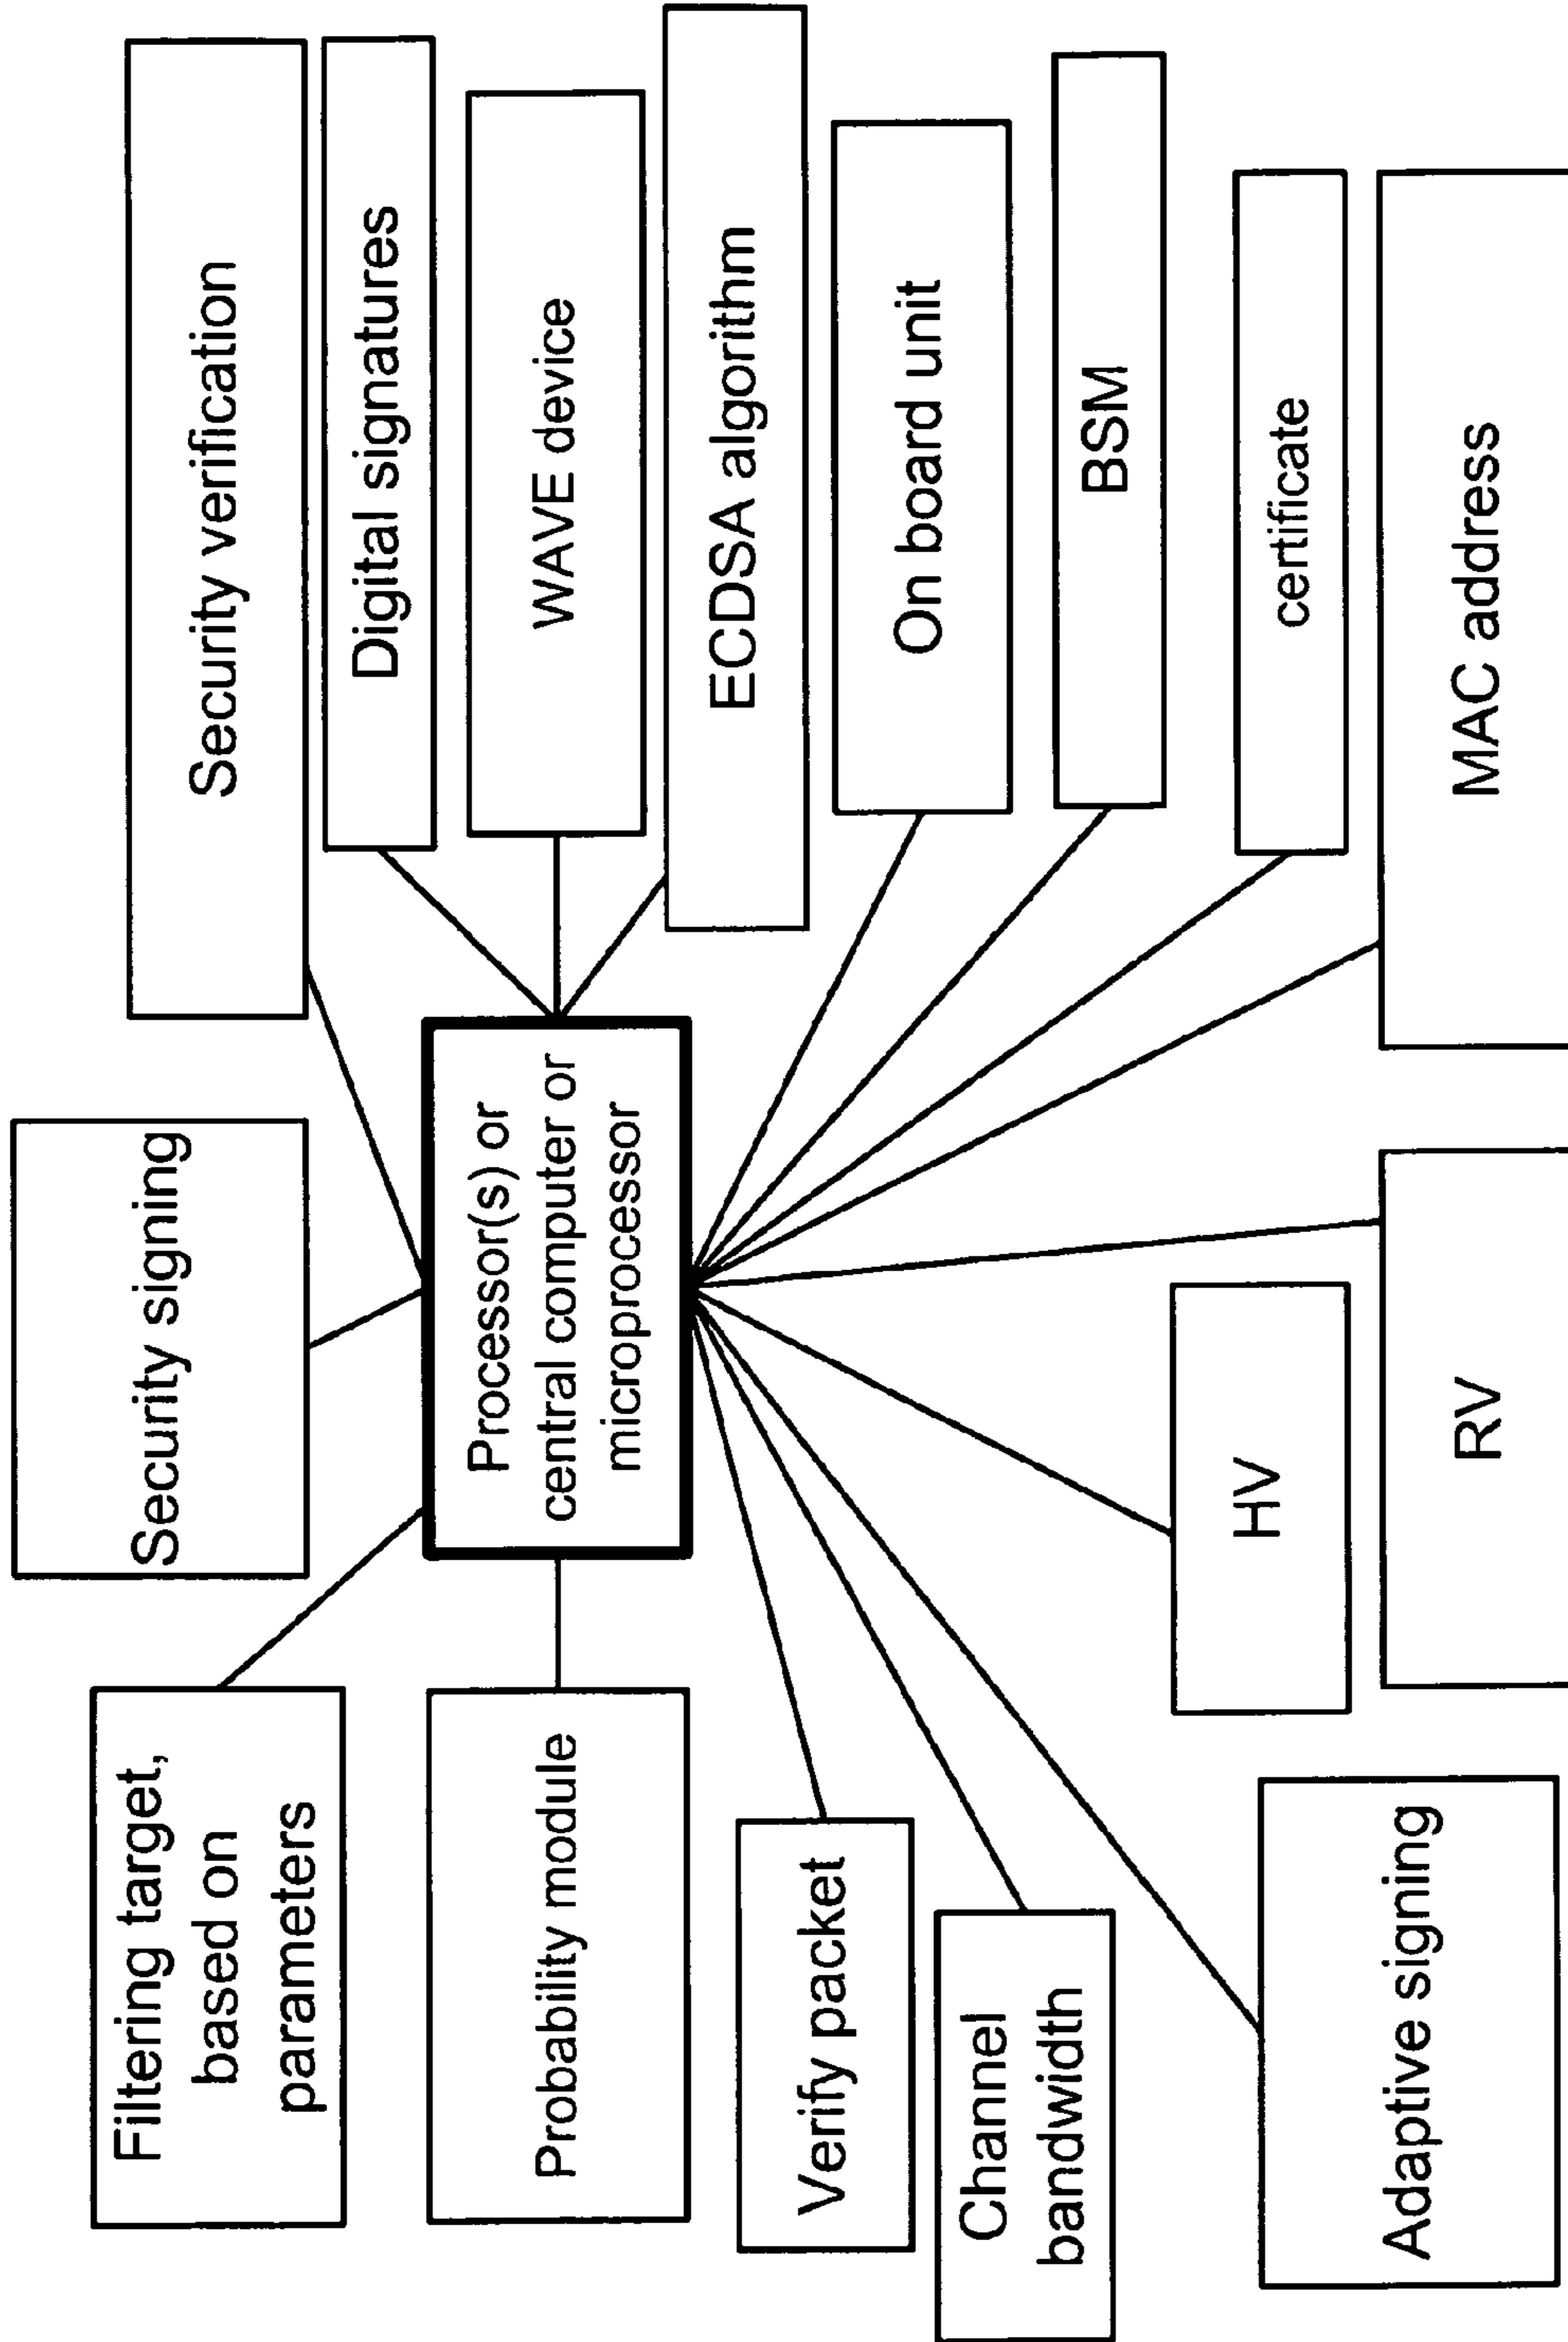 Security signing
Security verification
Filtering target,
based on
parameters
Digital signatures
Processor(s) or
central computer or
microprocessor
WAVE device
Probability module
ECDSA algorithm
Verify packet
On board unit
Channel
bandwidth
BSM
HV
certificate
Adaptive signing
RV
MAC address